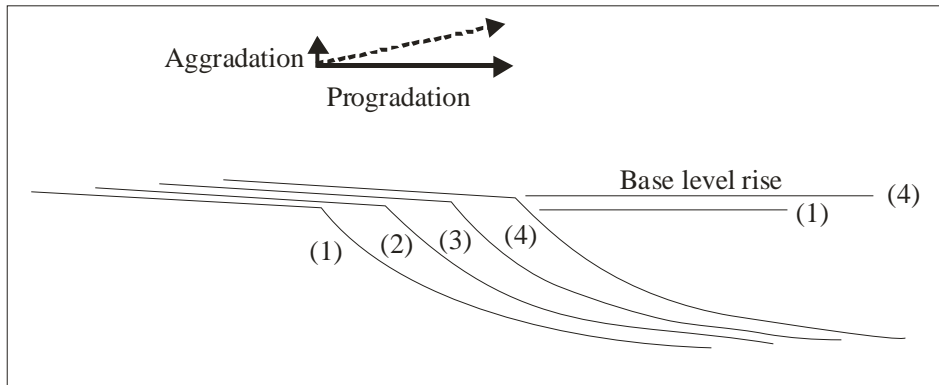 Aggradation
Progradation
Base level rise
(4)
(1)
(1)
(2)
(3)
(4)